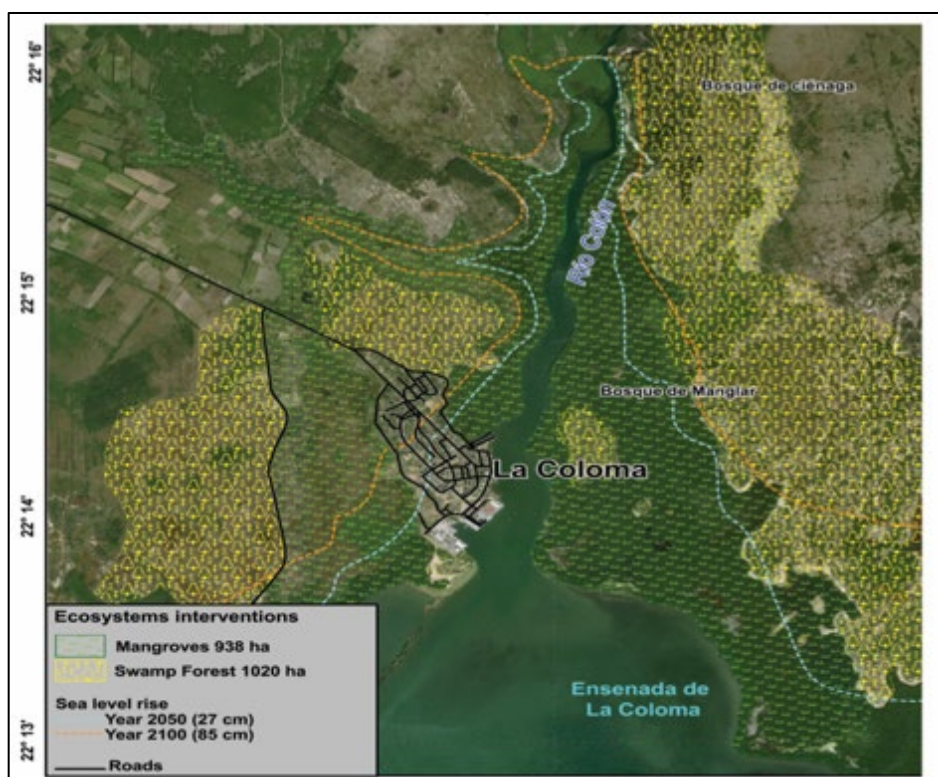 22° 16'
22° 15'
22° 14'
22° 13'
Bosque de ciénaga
Río Colón
Bosque de Manglar
La Coloma
Ensenada de
La Coloma
Ecosystems interventions
Mangroves 938 ha
Swamp Forest 1020 ha
Sea level rise
Year 2050 (27 cm)
Year 2100 (85 cm)
Roads